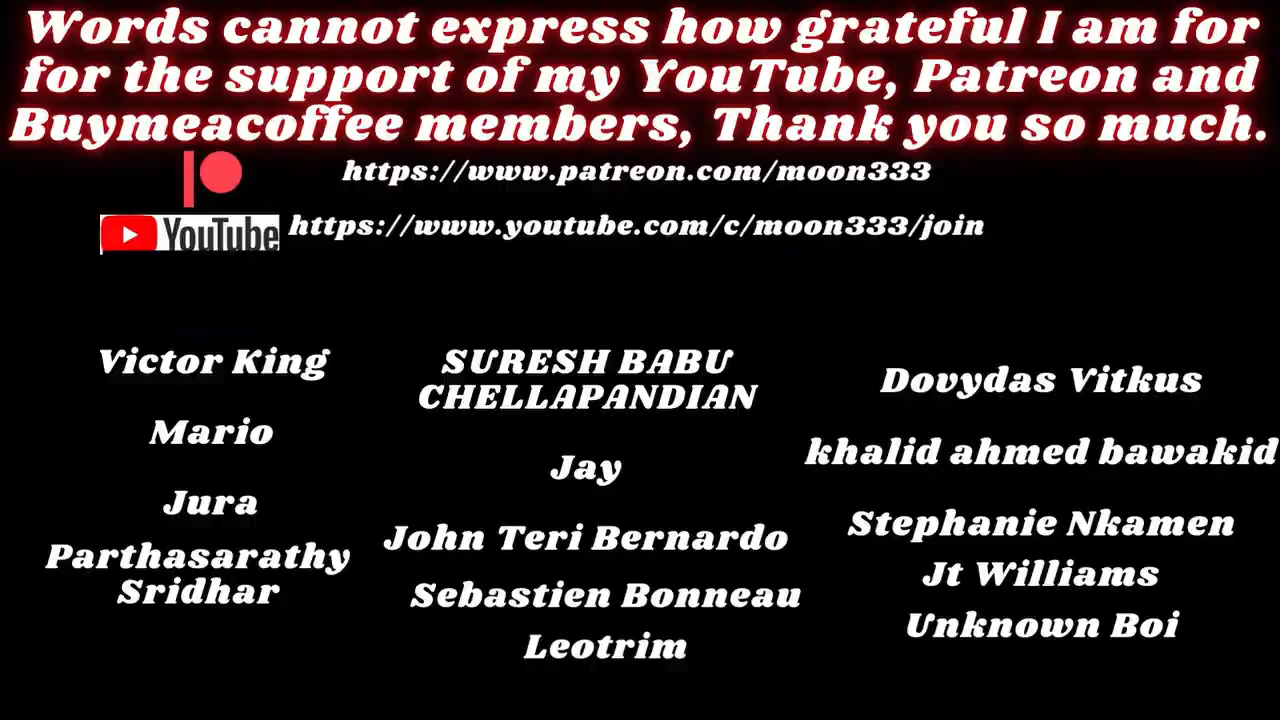 Words cannot express how grateful I am for
for the support of my YouTube, Patreon and
Buymeacoffee members, Thank you so much.
https://www.patreon.com/moon333
YouTube https://www.youtube.com/c/moon333/join
Victor King
Mario
Jura
Parthasarathy
Sridhar
SURESH BABU
CHELLAPANDIAN
Jay
John Teri Bernardo
Sebastien Bonneau
Leotrim
Dovydas Vitkus
khalid ahmed bawakid
Stephanie Nkamen
Jt Williams
Unknown Boi